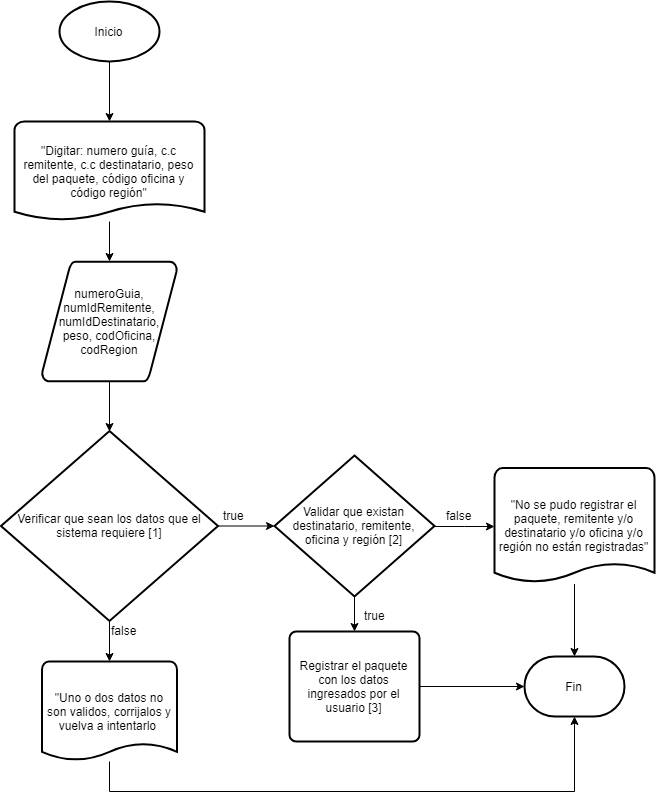 Inicio
"Digitar: numero guía, c.c
remitente, c.c destinatario, peso
del paquete, código oficina y
código región"
numeroGuia,
numIdRemitente,
numIdDestinatario,
peso, codOficina,
codRegion
Verificar que sean los datos que el
sistema requiere [1]
true
Validar que existan
destinatario, remitente,
oficina y región [2]
false
"No se pudo registrar el
paquete, remitente y/o
destinatario y/o oficina y/o
región no están registradas"
false
true
"Uno o dos datos no
son validos, corrijalos y
vuelva a intentarlo
Registrar el paquete
con los datos
ingresados por el
usuario [3]
Fin